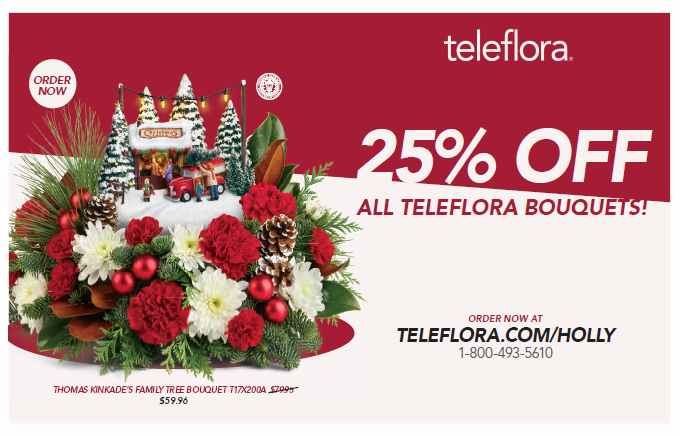 teleflora.
ORDER
NOW
25% OFF
ALL TELEFLORA BOUQUETS!
ORDER NOW AT
TELEFLORA.COM/HOLLY
1-800-493-5610
THOMAS KINKADE'S FAMILY TREE BOUQUET T17X200A $79.95
$59.96